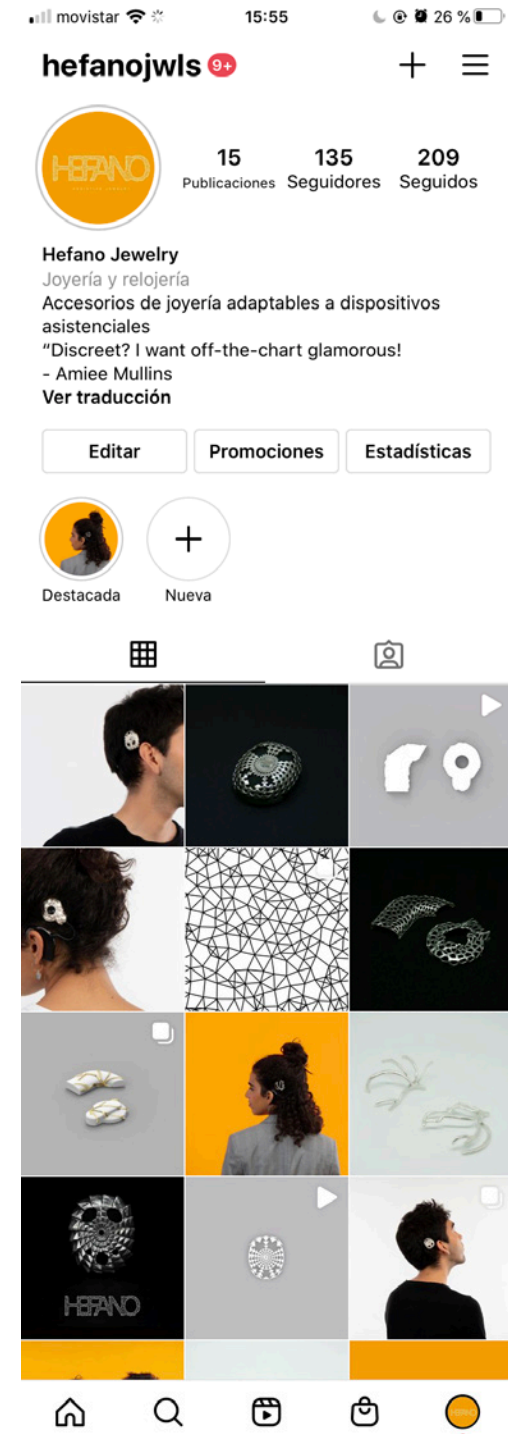 movistar 15:55 26 %
hefanojwls 9+
HEFANO
15 135 209
Publicaciones Seguidores Seguidos
Hefano Jewelry
Joyería y relojería
Accesorios de joyería adaptables a dispositivos
asistenciales
“Discreet? I want off-the-chart glamorous!
- Amiee Mullins
Ver traducción
Editar Promociones Estadísticas
Destacada Nueva
HEFANO
HEFANO